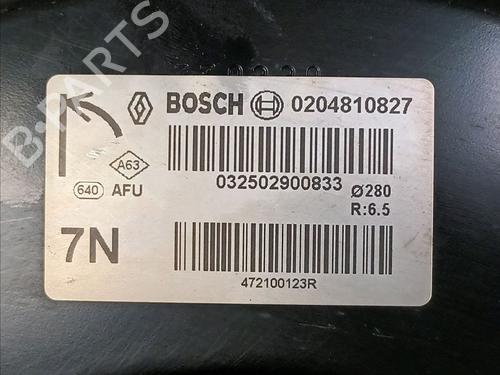 BOSCH 0204810827
032502900833
Ø280
R:6.5
A63
640 AFU
7N
472100123R
B-PARTS